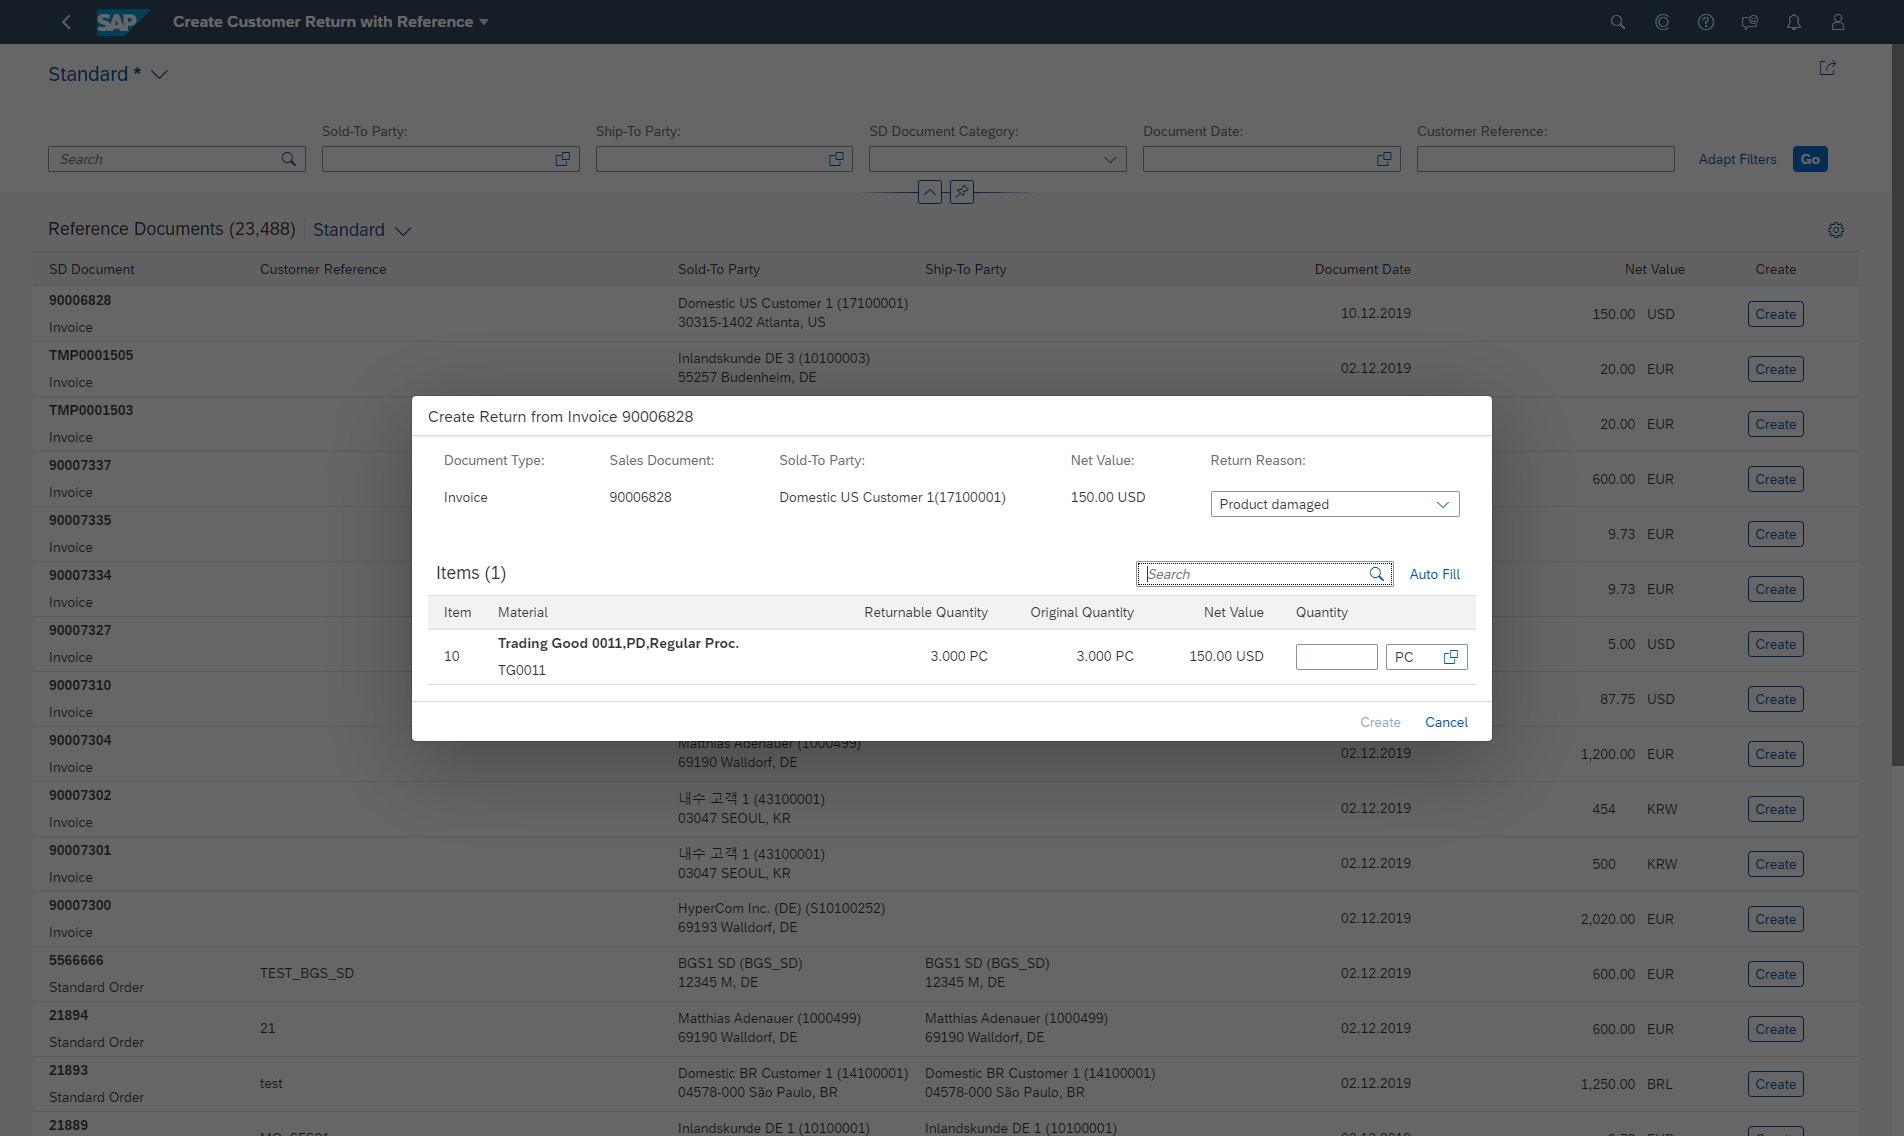 SAP Create Customer Return with Reference
Standard *
Sold-To Party: Ship-To Party: SD Document Category: Document Date: Customer Reference:
Search Adapt Filters Go
Reference Documents (23,488) Standard
SD Document Customer Reference Sold-To Party Ship-To Party Document Date Net Value Create
90006828
Invoice
Domestic US Customer 1 (17100001)
30315-1402 Atlanta, US
10.12.2019 150.00 USD Create
TMP0001505
Invoice
Inlandskunde DE 3 (10100003)
55257 Budenheim, DE
02.12.2019 20.00 EUR Create
TMP0001503
Invoice
20.00 EUR Create
90007337
Invoice
600.00 EUR Create
90007335
Invoice
9.73 EUR Create
90007334
Invoice
9.73 EUR Create
90007327
Invoice
5.00 USD Create
90007310
Invoice
87.75 USD Create
Create Return from Invoice 90006828
Document Type: Sales Document: Sold-To Party: Net Value: Return Reason:
Invoice 90006828 Domestic US Customer 1(17100001) 150.00 USD Product damaged
Items (1) Search Auto Fill
Item Material Returnable Quantity Original Quantity Net Value Quantity
10 Trading Good 0011,PD,Regular Proc.
TG0011
3.000 PC 3.000 PC 150.00 USD PC
Create Cancel
90007304
Invoice
Matthias Adenauer (1000499)
69190 Walldorf, DE
02.12.2019 1,200.00 EUR Create
90007302
Invoice
내수 고객 1 (43100001)
03047 SEOUL, KR
02.12.2019 454 KRW Create
90007301
Invoice
내수 고객 1 (43100001)
03047 SEOUL, KR
02.12.2019 500 KRW Create
90007300
Invoice
HyperCom Inc. (DE) (S10100252)
69193 Walldorf, DE
02.12.2019 2,020.00 EUR Create
5566666
Standard Order
TEST_BGS_SD
BGS1 SD (BGS_SD)
12345 M, DE
BGS1 SD (BGS_SD)
12345 M, DE
02.12.2019 600.00 EUR Create
21894
Standard Order
21
Matthias Adenauer (1000499)
69190 Walldorf, DE
Matthias Adenauer (1000499)
69190 Walldorf, DE
02.12.2019 600.00 EUR Create
21893
Standard Order
test
Domestic BR Customer 1 (14100001)
04578-000 São Paulo, BR
Domestic BR Customer 1 (14100001)
04578-000 São Paulo, BR
02.12.2019 1,250.00 BRL Create
21889
Inlandskunde DE 1 (10100001)
Inlandskunde DE 1 (10100001)